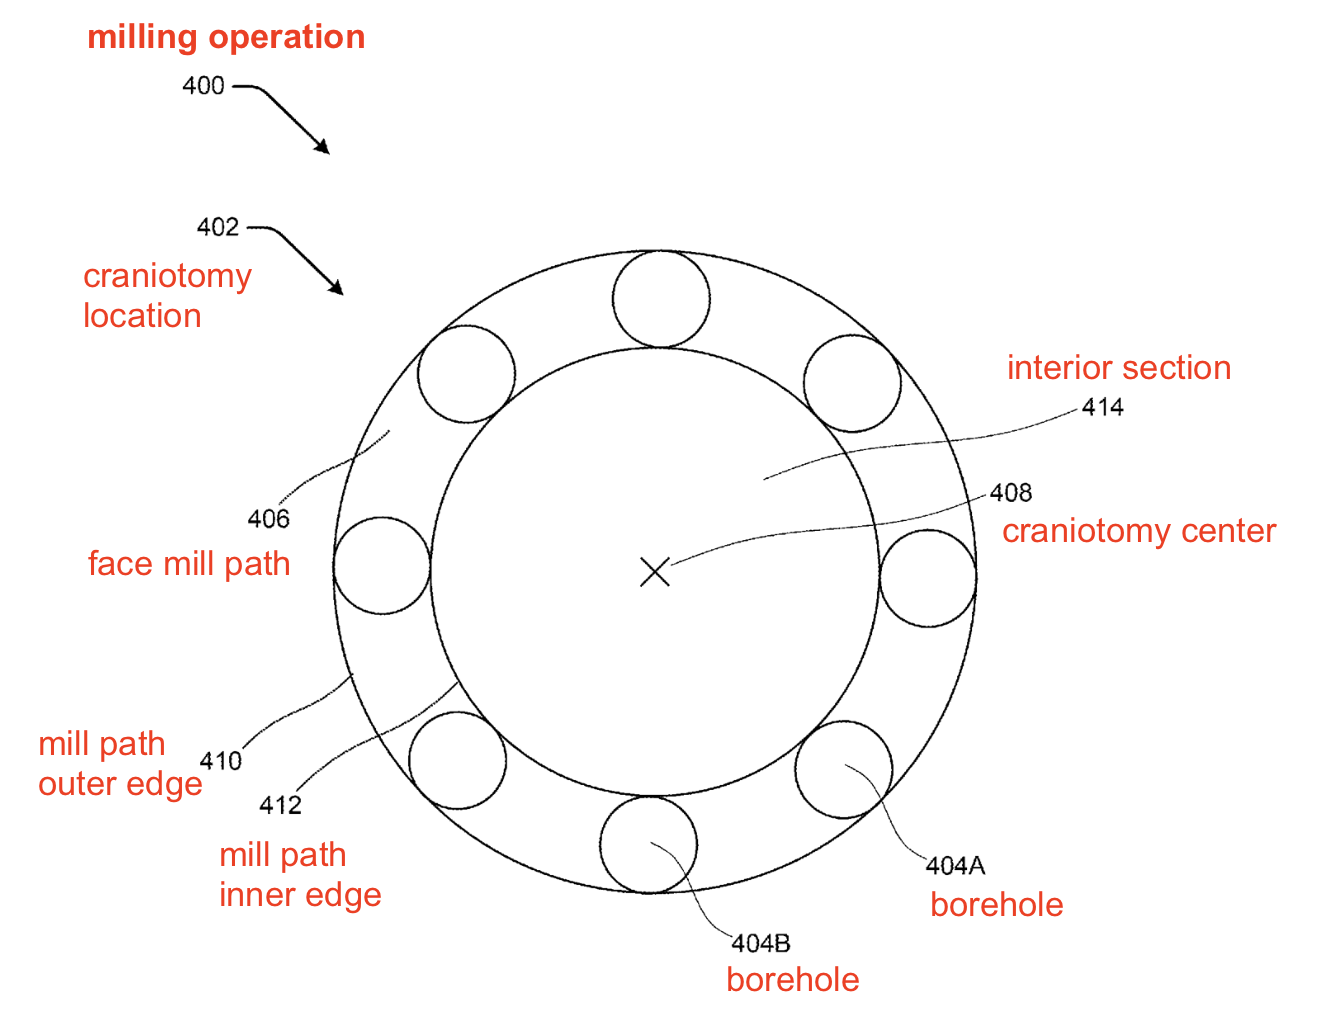 milling operation
400
402
craniotomy
location
interior section
414
408
craniotomy center
406
face mill path
mill path
outer edge
410
412
mill path
inner edge
404A
borehole
404B
borehole